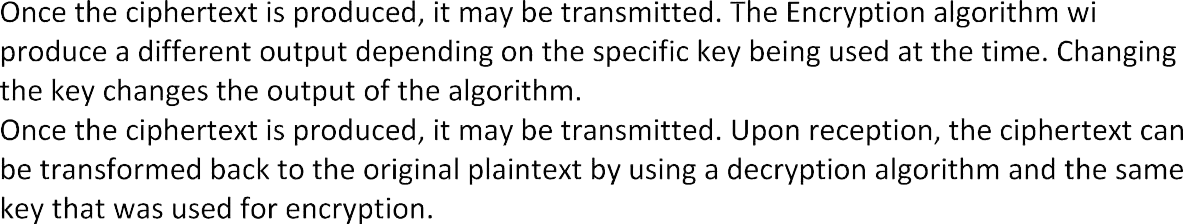 Once the ciphertext is produced, it may be transmitted. The Encryption algorithm wi
produce a different output depending on the specific key being used at the time. Changing
the key changes the output of the algorithm.
Once the ciphertext is produced, it may be transmitted. Upon reception, the ciphertext can
be transformed back to the original plaintext by using a decryption algorithm and the same
key that was used for encryption.